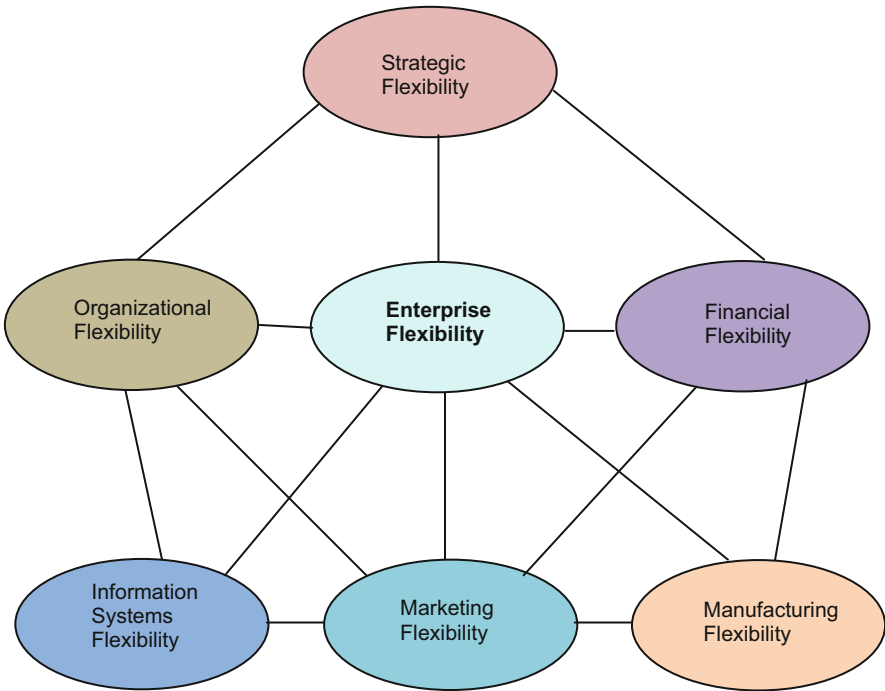 Strategic
Flexibility
Organizational
Flexibility
Enterprise
Flexibility
Financial
Flexibility
Information
Systems
Flexibility
Marketing
Flexibility
Manufacturing
Flexibility